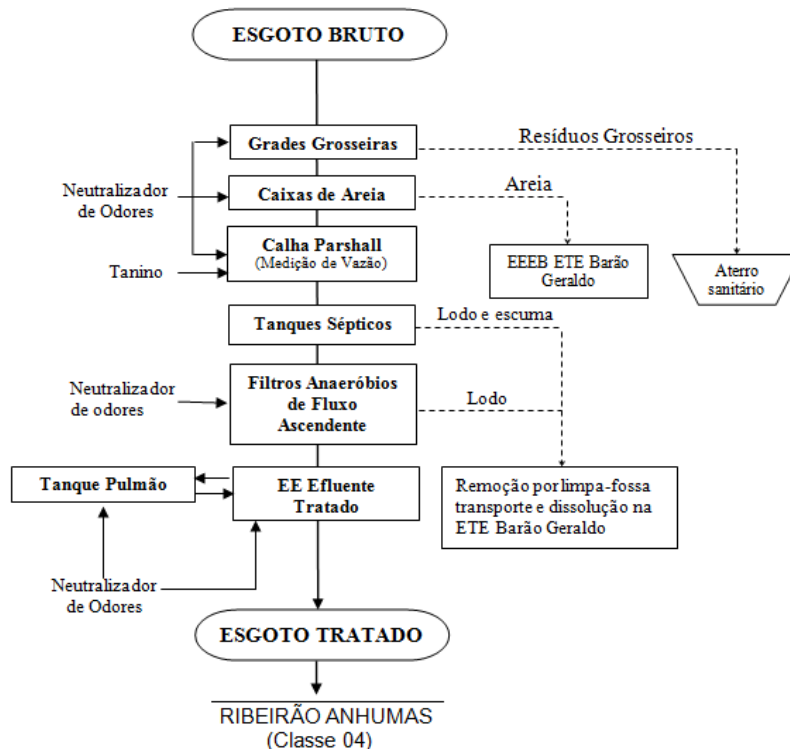 ESGOTO BRUTO
Grades Grosseiras
Resíduos Grosseiros
Neutralizador
de Odores
Caixas de Areia
Areia
Calha Parshall
(Medição de Vazão)
Tanino
EEEB ETE Barão
Geraldo
Aterro
sanitário
Tanques Sépticos
Lodo e escuma
Neutralizador
de odores
Filtros Anaeróbios
de Fluxo
Ascendente
Lodo
Tanque Pulmão
EE Efluente
Tratado
Remoção por limpa-fossa
transporte e dissolução na
ETE Barão Geraldo
Neutralizador
de Odores
ESGOTO TRATADO
RIBEIRÃO ANHUMAS
(Classe 04)